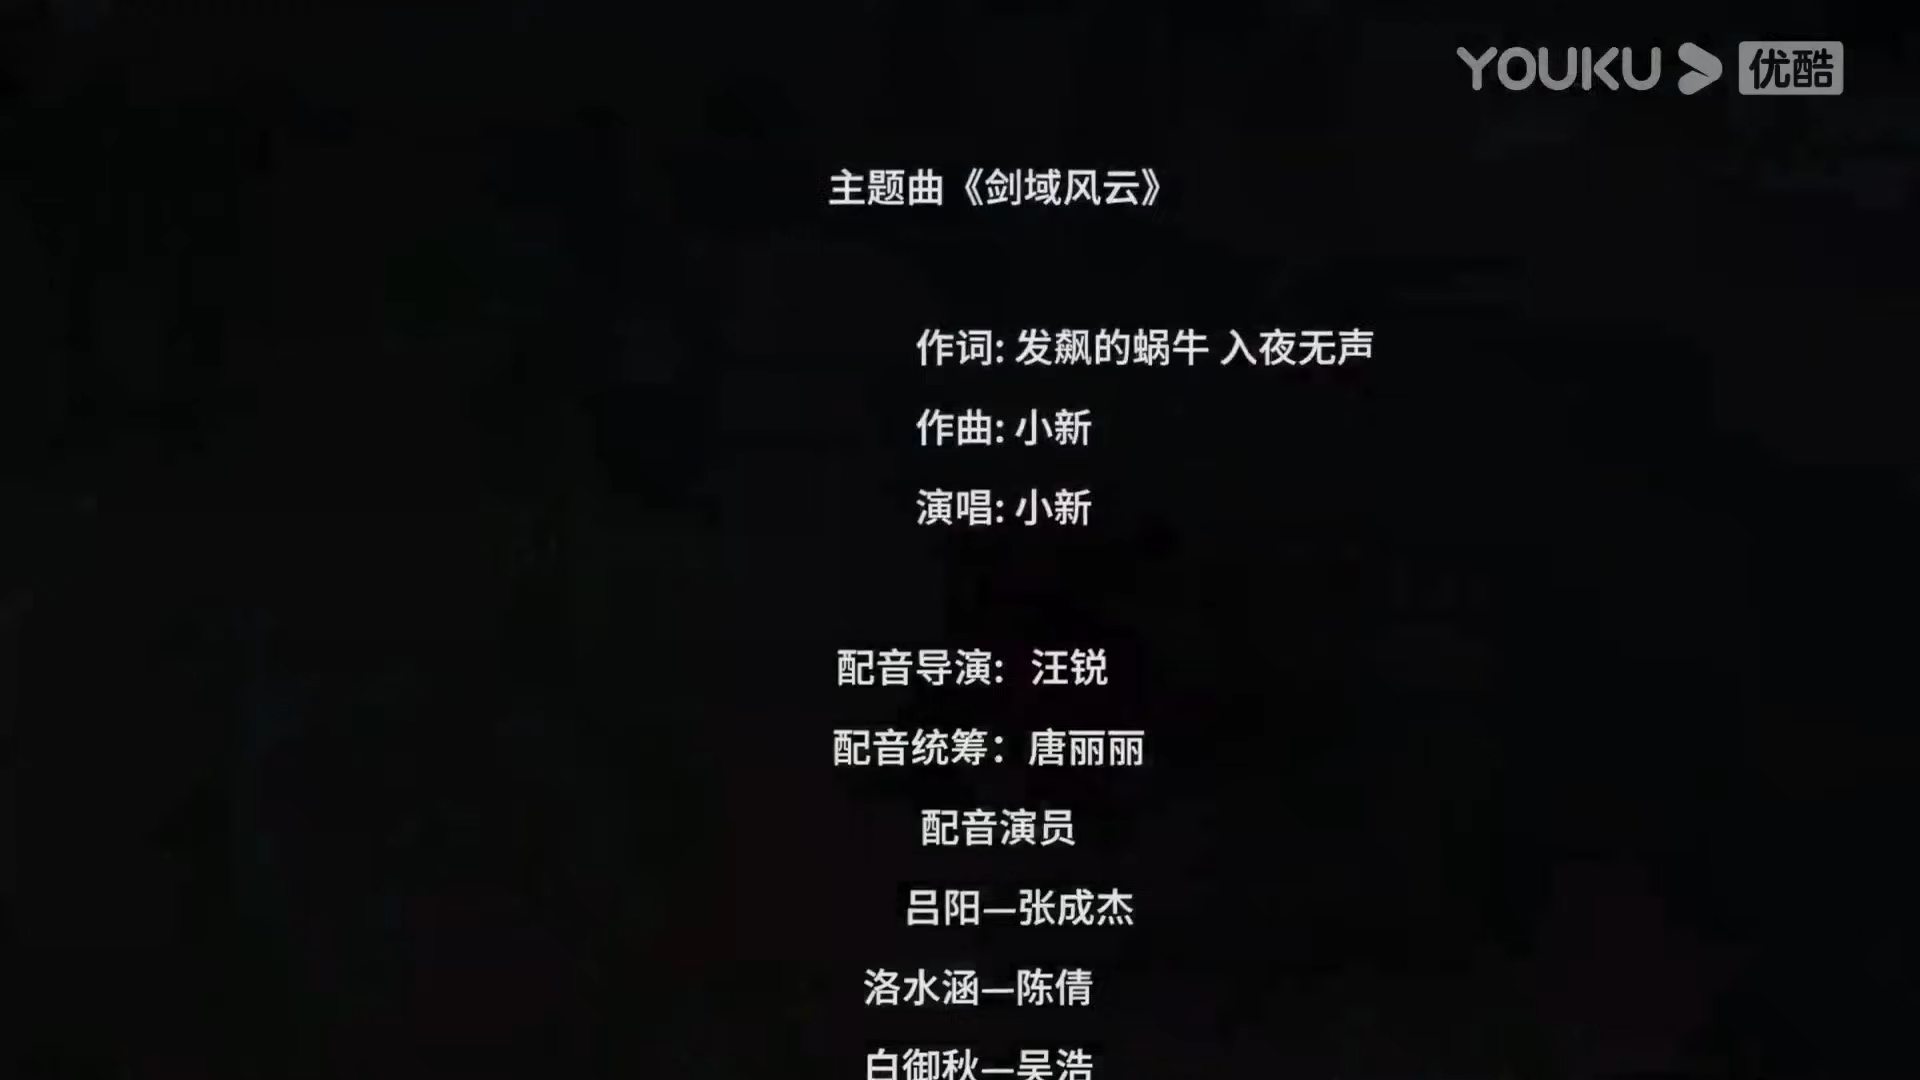 YOUKU 优酷
主题曲《剑域风云》
作词: 发飙的蜗牛 入夜无声
作曲: 小新
演唱: 小新
配音导演: 汪锐
配音统筹：唐丽丽
配音演员
吕阳—张成杰
洛水涵—陈倩
白御秋—吴浩